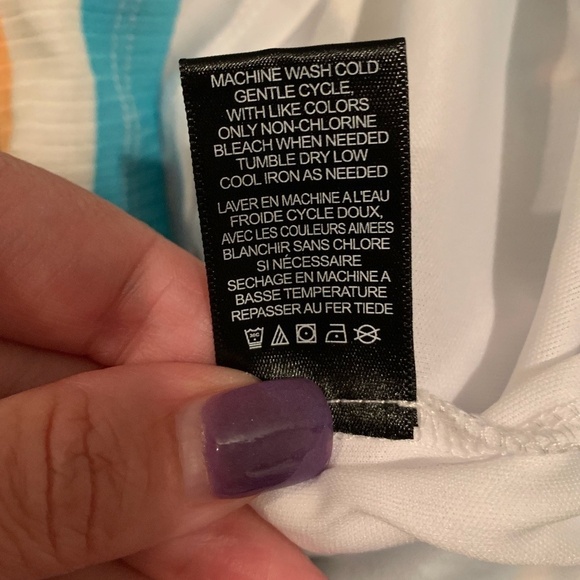 MACHINE WASH COLD
GENTLE CYCLE,
WITH LIKE COLORS
ONLY NON-CHLORINE
BLEACH WHEN NEEDED
TUMBLE DRY LOW
COOL IRON AS NEEDED
LAVER EN MACHINE A L'EAU
FROIDE CYCLE DOUX,
AVEC LES COULEURS AIMEES
BLANCHIR SANS CHLORE
SI NÉCESSAIRE
SECHAGE EN MACHINE A
BASSE TEMPERATURE
REPASSER AU FER TIEDE